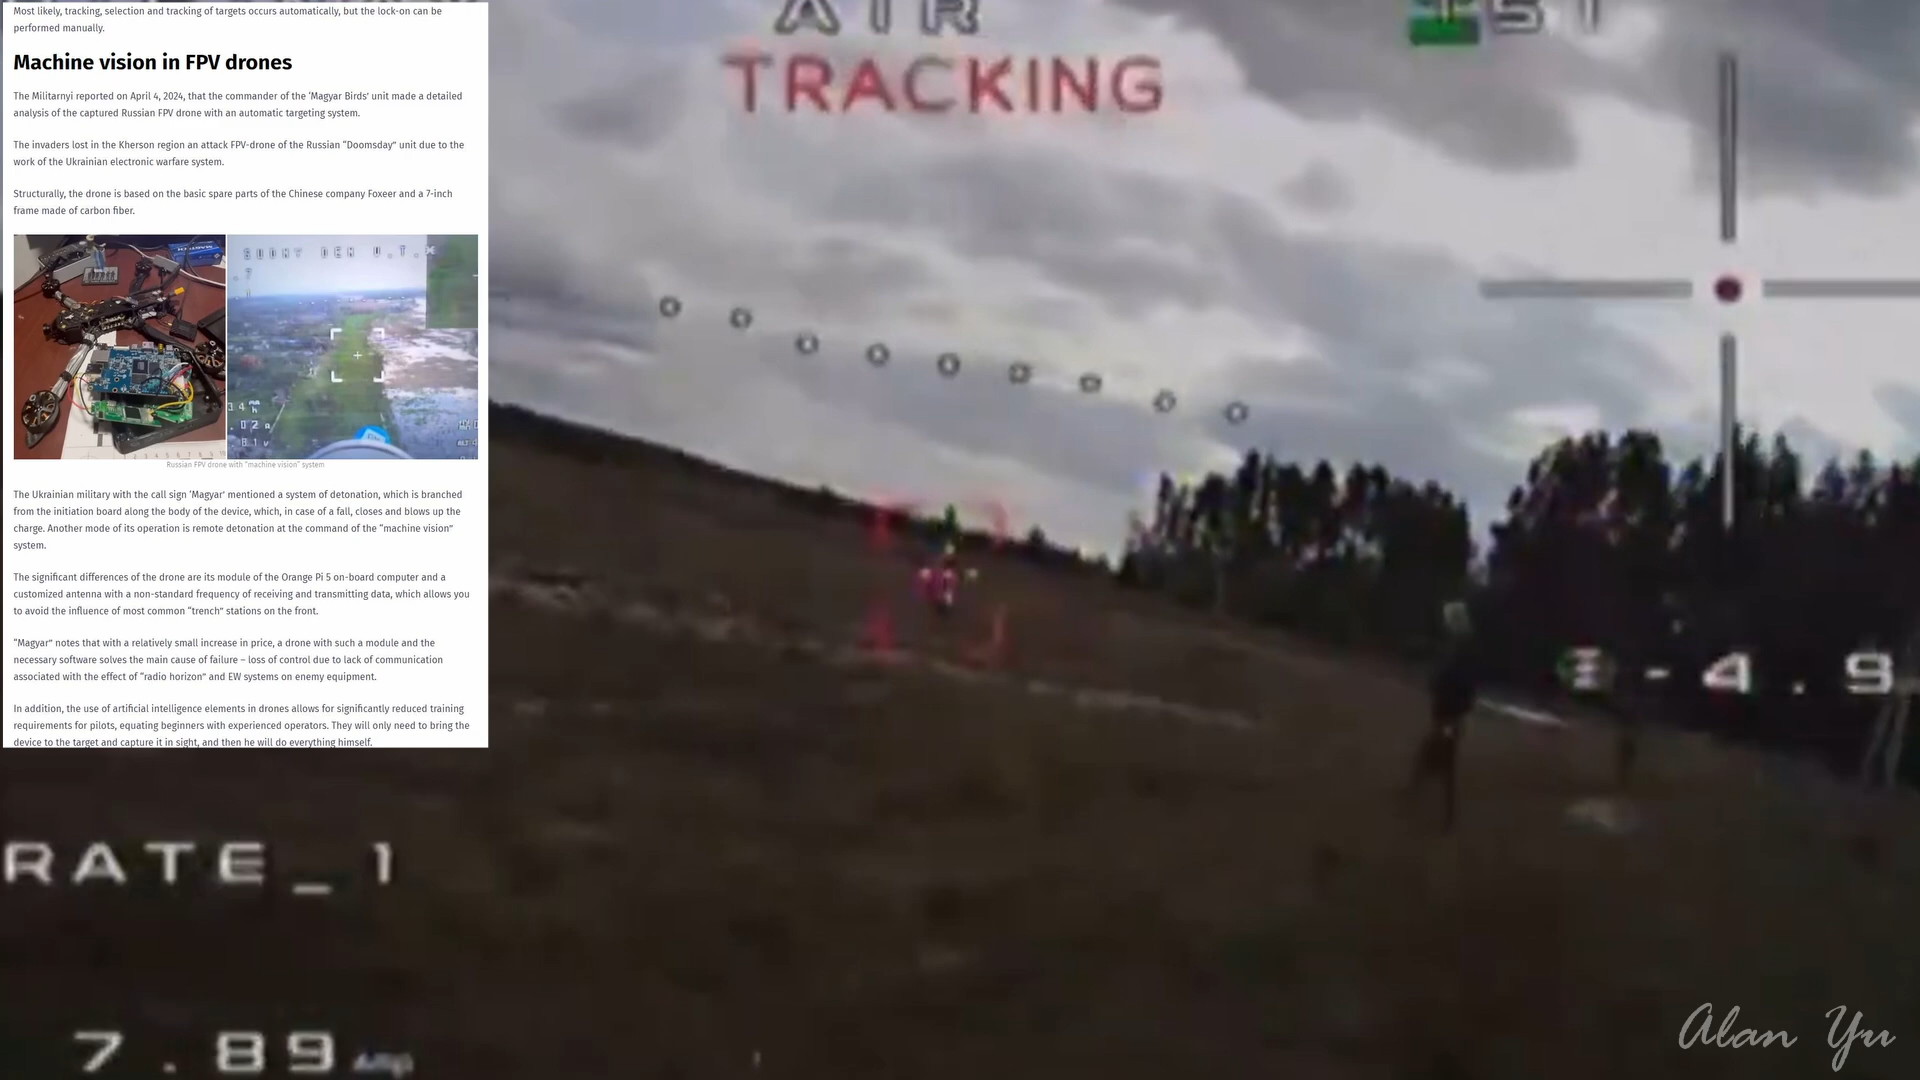 Most likely, tracking, selection and tracking of targets occurs automatically, but the lock-on can be
performed manually.
Machine vision in FPV drones
The Militarnyi reported on April 4, 2024, that the commander of the 'Magyar Birds' unit made a detailed
analysis of the captured Russian FPV drone with an automatic targeting system.
The invaders lost in the Kherson region an attack FPV-drone of the Russian “Doomsday” unit due to the
work of the Ukrainian electronic warfare system.
Structurally, the drone is based on the basic spare parts of the Chinese company Foxeer and a 7-inch
frame made of carbon fiber.
SUDNY DEN U.T.
Russian FPV drone with “machine vision” system
The Ukrainian military with the call sign 'Magyar' mentioned a system of detonation, which is branched
from the initiation board along the body of the device, which, in case of a fall, closes and blows up the
charge. Another mode of its operation is remote detonation at the command of the “machine vision”
system.
The significant differences of the drone are its module of the Orange Pi 5 on-board computer and a
customized antenna with a non-standard frequency of receiving and transmitting data, which allows you
to avoid the influence of most common “trench” stations on the front.
“Magyar” notes that with a relatively small increase in price, a drone with such a module and the
necessary software solves the main cause of failure – loss of control due to lack of communication
associated with the effect of “radio horizon” and EW systems on enemy equipment.
In addition, the use of artificial intelligence elements in drones allows for significantly reduced training
requirements for pilots, equating beginners with experienced operators. They will only need to bring the
device to the target and capture it in sight, and then he will do everything himself.
AIR
TRACKING
-4.9
RATE_1
7.89 Amp
Alan Yu